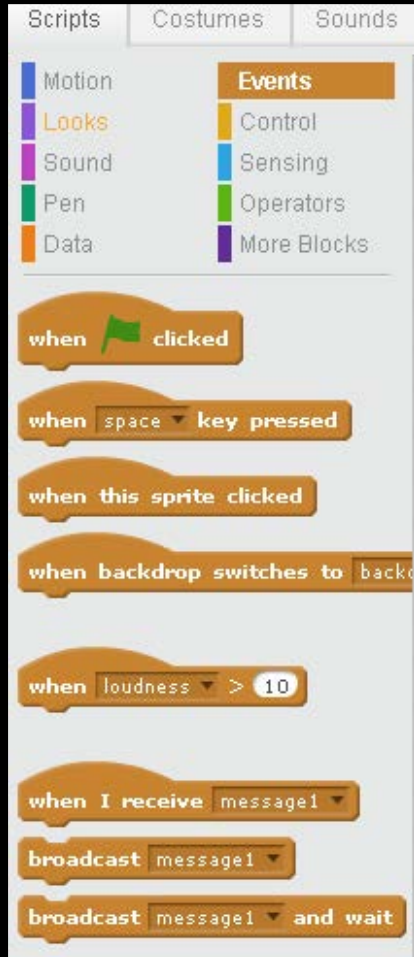 Scripts Costumes Sounds
Motion Events
Looks Control
Sound Sensing
Pen Operators
Data More Blocks
when clicked
when space key pressed
when this sprite clicked
when backdrop switches to
when loudness > 10
when I receive message1
broadcast message1
broadcast message1 and wait